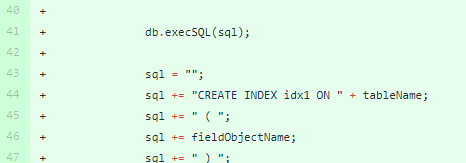 40 +
41 + db.execSQL(sql);
42 +
43 + sql = "";
44 + sql += "CREATE INDEX idx1 ON " + tableName;
45 + sql += " ( ";
46 + sql += fieldObjectName;
47 + sql += " ) ";